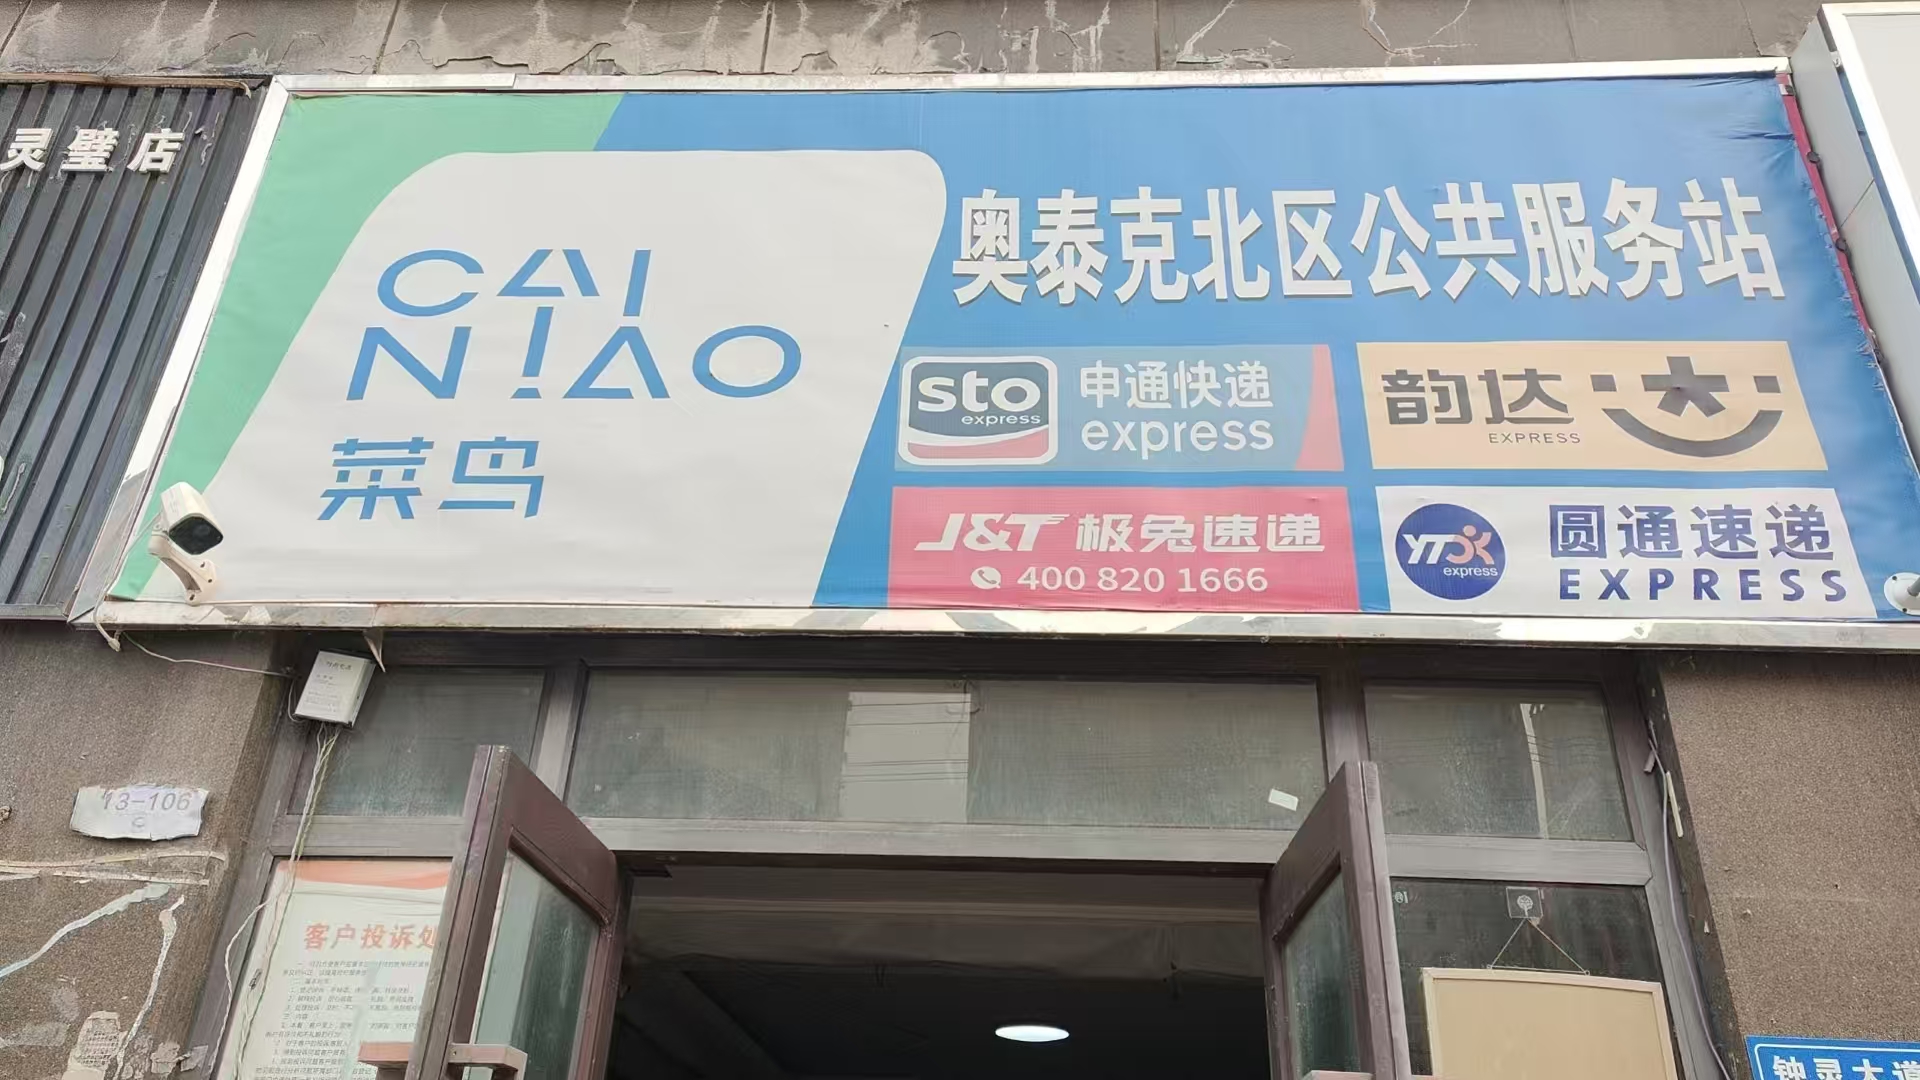 灵璧店
CAI
NIAO
菜鸟
奥泰克北区公共服务站
sto
express
申通快递
express
韵达
EXPRESS
J&T 极兔速递
400 820 1666
YTO
express
圆通速递
EXPRESS
13-106
客户投诉处
钟灵大道